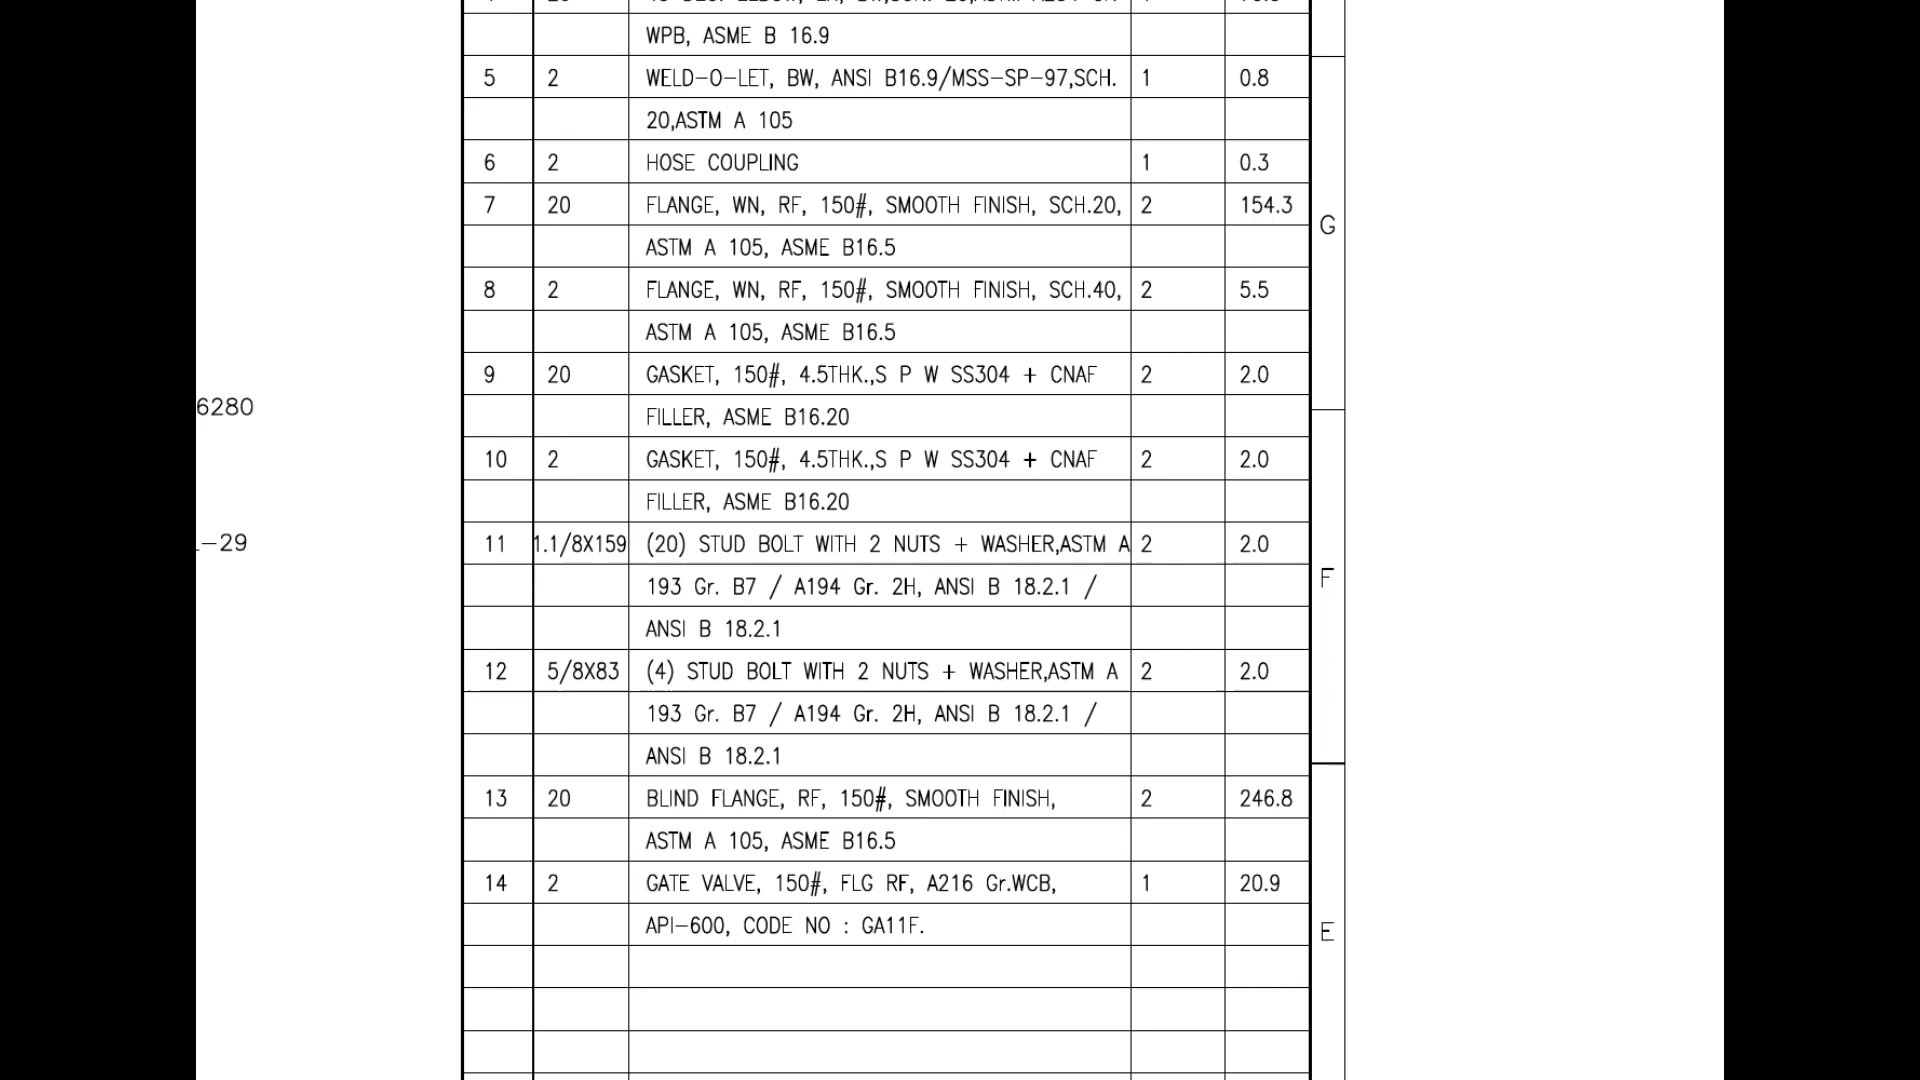 WPB, ASME B 16.9
5 2 WELD-O-LET, BW, ANSI B16.9/MSS-SP-97,SCH. 1 0.8
20,ASTM A 105
6 2 HOSE COUPLING 1 0.3
7 20 FLANGE, WN, RF, 150#, SMOOTH FINISH, SCH.20, 2 154.3
G
ASTM A 105, ASME B16.5
8 2 FLANGE, WN, RF, 150#, SMOOTH FINISH, SCH.40, 2 5.5
ASTM A 105, ASME B16.5
9 20 GASKET, 150#, 4.5THK.,S P W SS304 + CNAF 2 2.0
6280
FILLER, ASME B16.20
10 2 GASKET, 150#, 4.5THK.,S P W SS304 + CNAF 2 2.0
FILLER, ASME B16.20
-29
11 1.1/8X159 (20) STUD BOLT WITH 2 NUTS + WASHER,ASTM A 2 2.0
F
193 Gr. B7 / A194 Gr. 2H, ANSI B 18.2.1 /
ANSI B 18.2.1
12 5/8X83 (4) STUD BOLT WITH 2 NUTS + WASHER,ASTM A 2 2.0
193 Gr. B7 / A194 Gr. 2H, ANSI B 18.2.1 /
ANSI B 18.2.1
13 20 BLIND FLANGE, RF, 150#, SMOOTH FINISH, 2 246.8
ASTM A 105, ASME B16.5
14 2 GATE VALVE, 150#, FLG RF, A216 Gr.WCB, 1 20.9
API-600, CODE NO : GA11F.
E